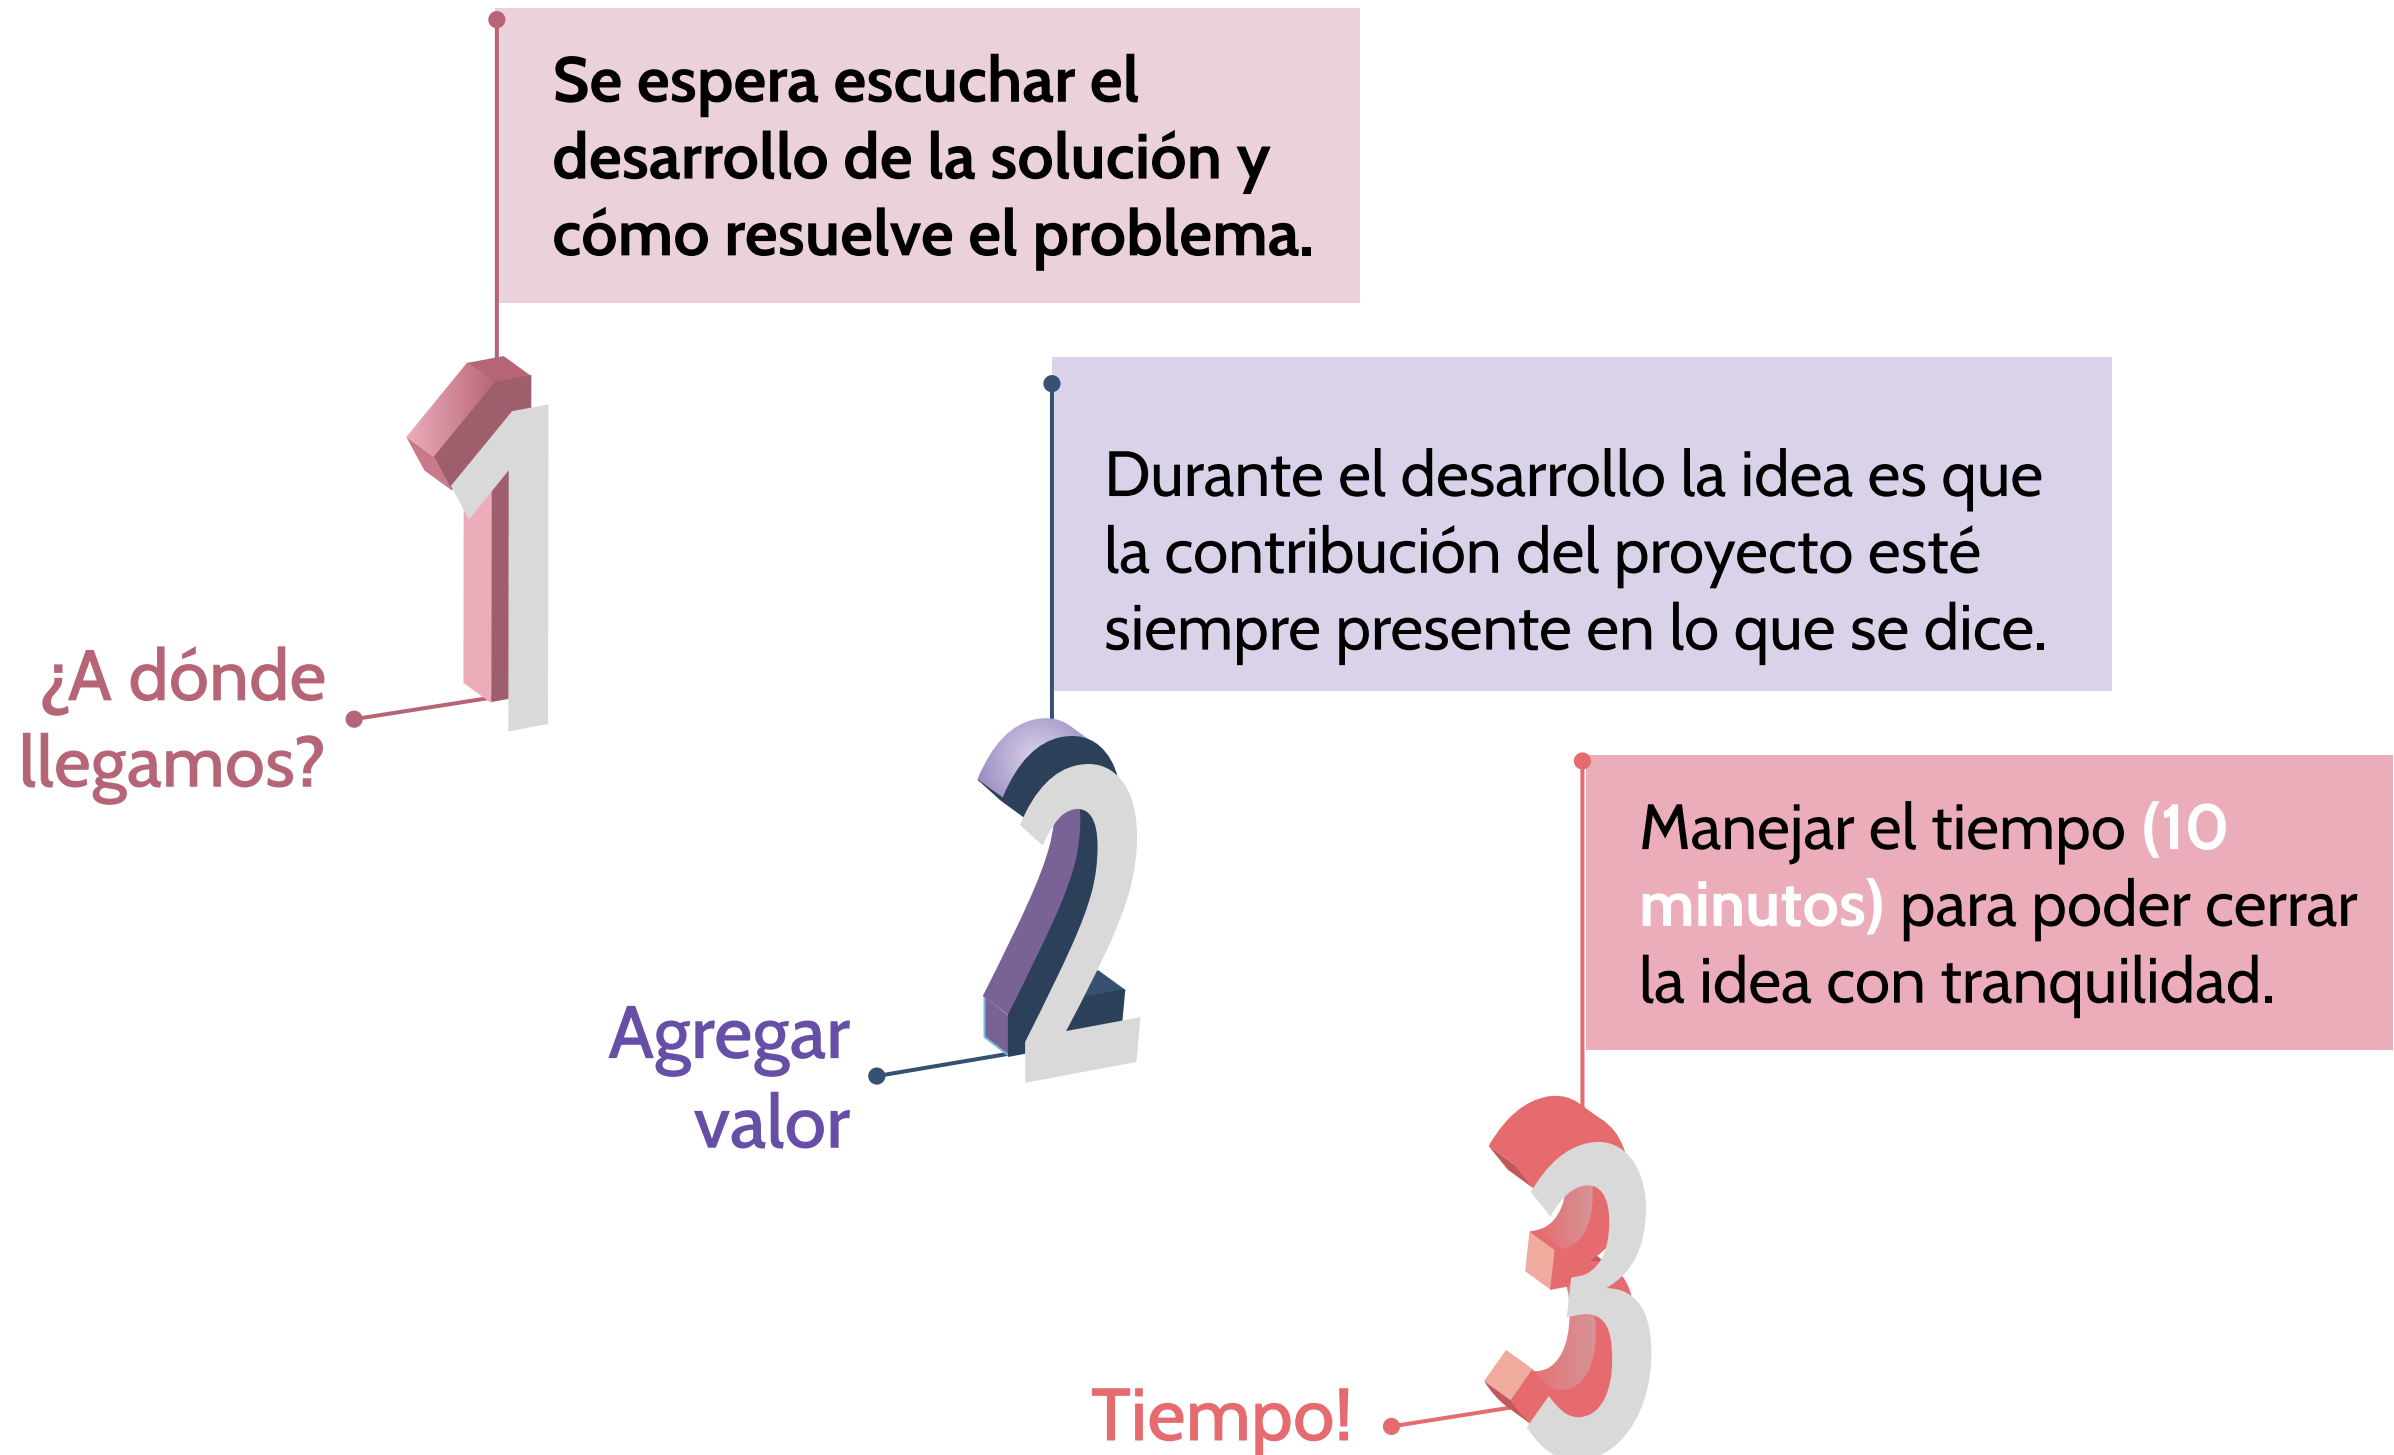 Se espera escuchar el
desarrollo de la solución y
cómo resuelve el problema.
1
¿A dónde
llegamos?
Durante el desarrollo la idea es que
la contribución del proyecto esté
siempre presente en lo que se dice.
2
Agregar
valor
Manejar el tiempo (10
minutos) para poder cerrar
la idea con tranquilidad.
3
Tiempo!